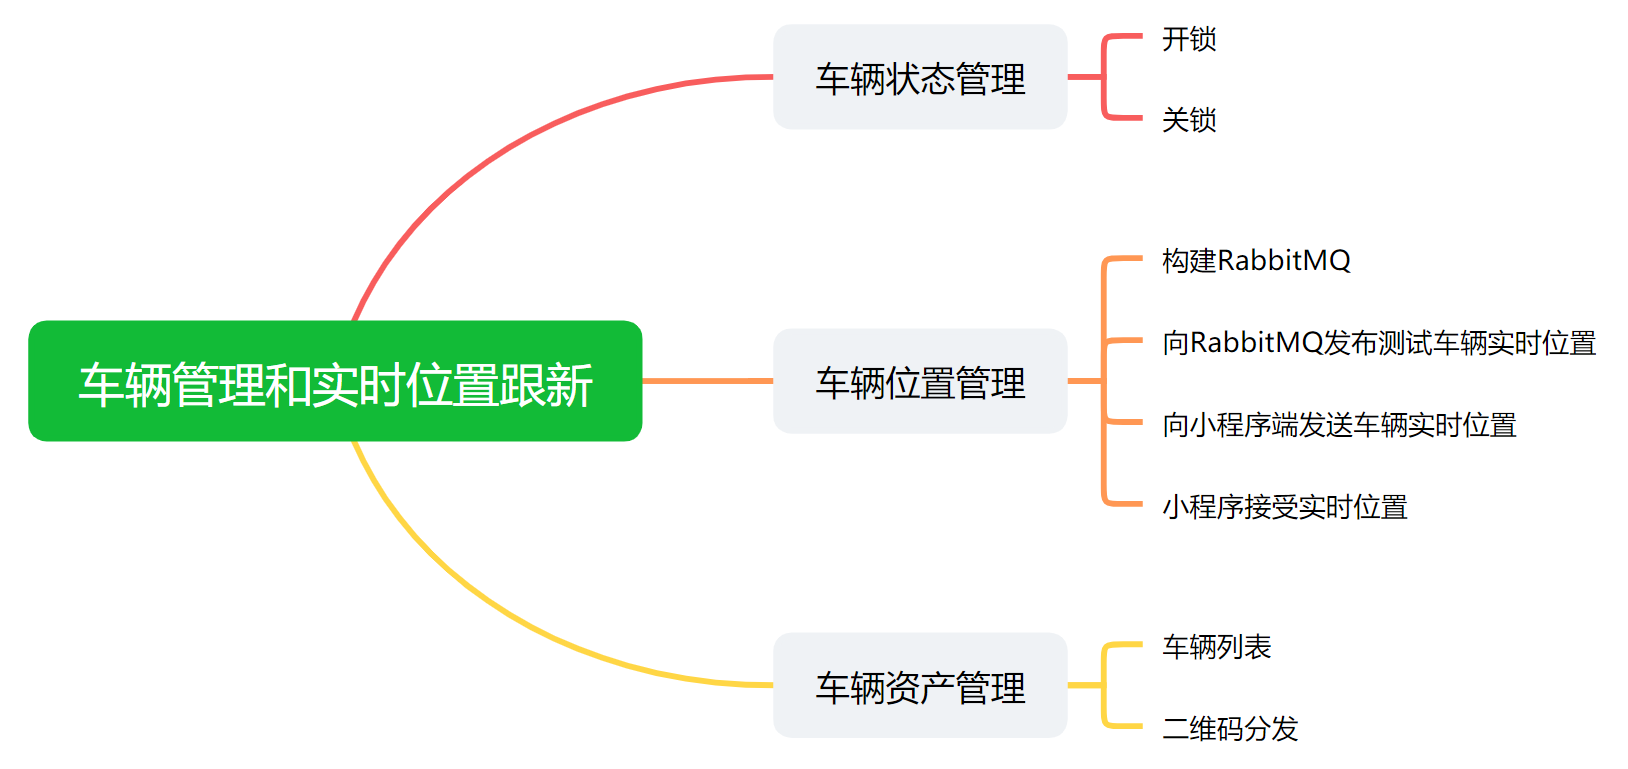 车辆管理和实时位置跟新
车辆状态管理
开锁
关锁
车辆位置管理
构建RabbitMQ
向RabbitMQ发布测试车辆实时位置
向小程序端发送车辆实时位置
小程序接受实时位置
车辆资产管理
车辆列表
二维码分发